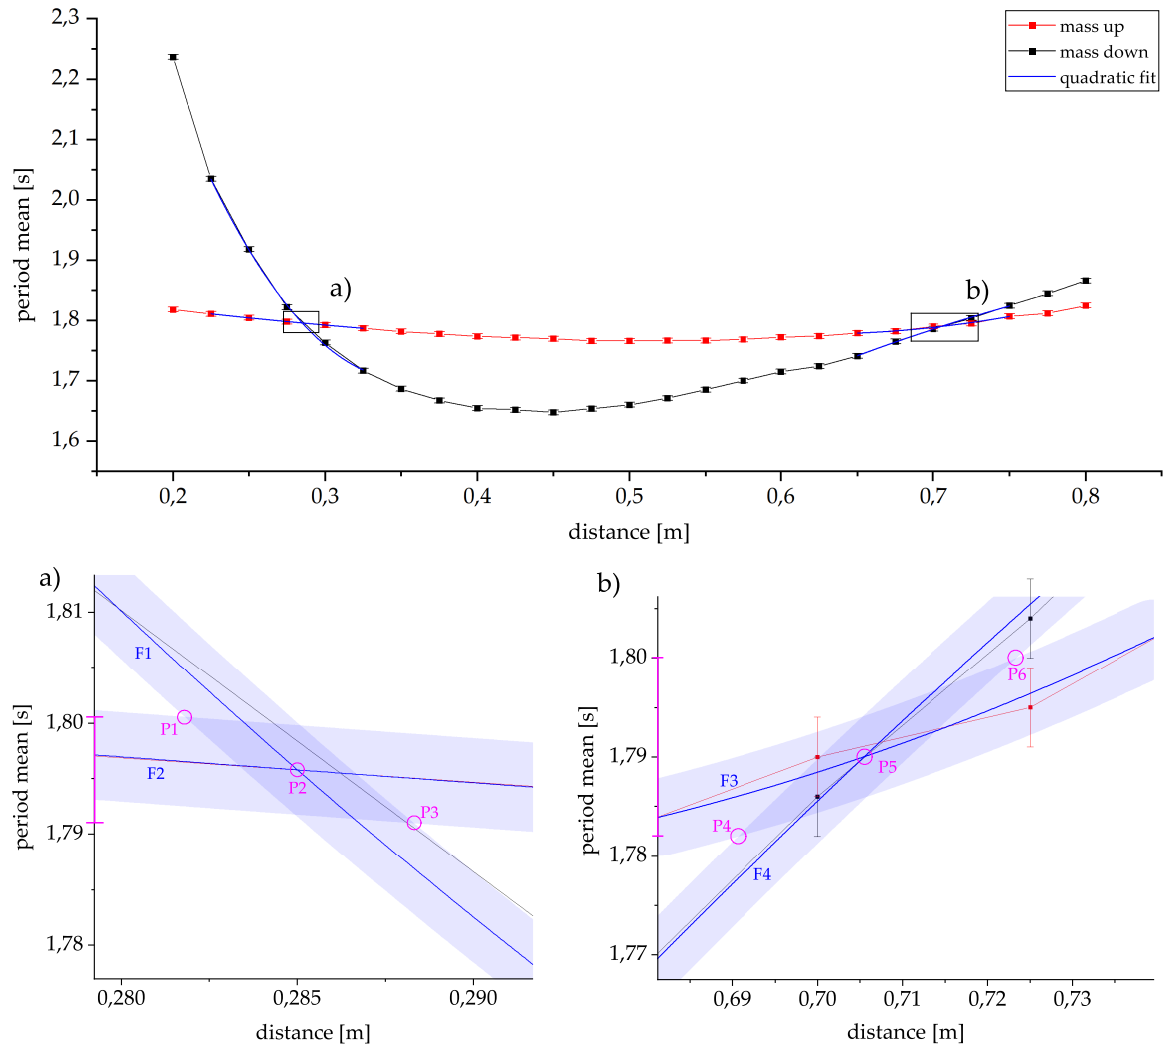 mass up
mass down
quadratic fit
2,3
2,2
2,1
2,0
1,9
1,8
1,7
1,6
period mean [s]
a)
b)
0,2
0,3
0,4
0,5
0,6
0,7
0,8
distance [m]
a)
1,81
1,80
1,79
1,78
period mean [s]
F1
F2
P1
P2
P3
0,280
0,285
0,290
distance [m]
b)
1,80
1,79
1,78
1,77
period mean [s]
F3
F4
P4
P5
P6
0,69
0,70
0,71
0,72
0,73
distance [m]